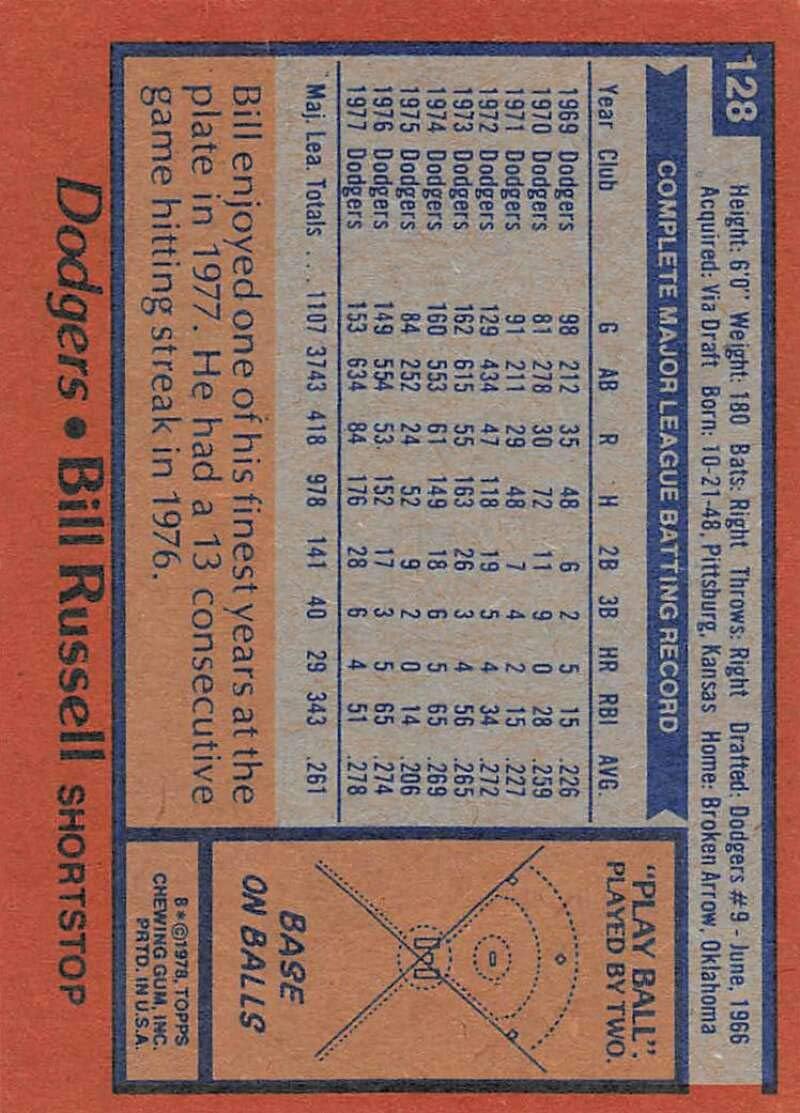 128
Height: 6'0" Weight: 180 Bats: Right Throws: Right Drafted: Dodgers #9 - June, 1966
Acquired: Via Draft Born: 10-21-48, Pittsburg, Kansas Home: Broken Arrow, Oklahoma
COMPLETE MAJOR LEAGUE BATTING RECORD
Year Club G AB R H 2B 3B HR RBI AVG.
1969 Dodgers 98 212 35 48 6 2 5 15 .226
1970 Dodgers 81 278 30 72 11 9 0 28 .259
1971 Dodgers 91 211 29 48 7 4 2 15 .227
1972 Dodgers 129 434 47 118 19 5 4 34 .272
1973 Dodgers 162 615 55 163 26 3 4 56 .265
1974 Dodgers 160 553 61 149 18 6 5 65 .269
1975 Dodgers 84 252 24 52 9 2 0 14 .206
1976 Dodgers 149 554 53 152 17 3 5 65 .274
1977 Dodgers 153 634 84 176 28 6 4 51 .278
Maj. Lea. Totals ... 1107 3743 418 978 141 40 29 343 .261
Bill enjoyed one of his finest years at the
plate in 1977. He had a 13 consecutive
game hitting streak in 1976.
"PLAY BALL".
PLAYED BY TWO.
BASE
ON BALLS
8*©1978, TOPPS
CHEWING GUM, INC.
PRTD. IN U.S.A.
Dodgers • Bill Russell SHORTSTOP